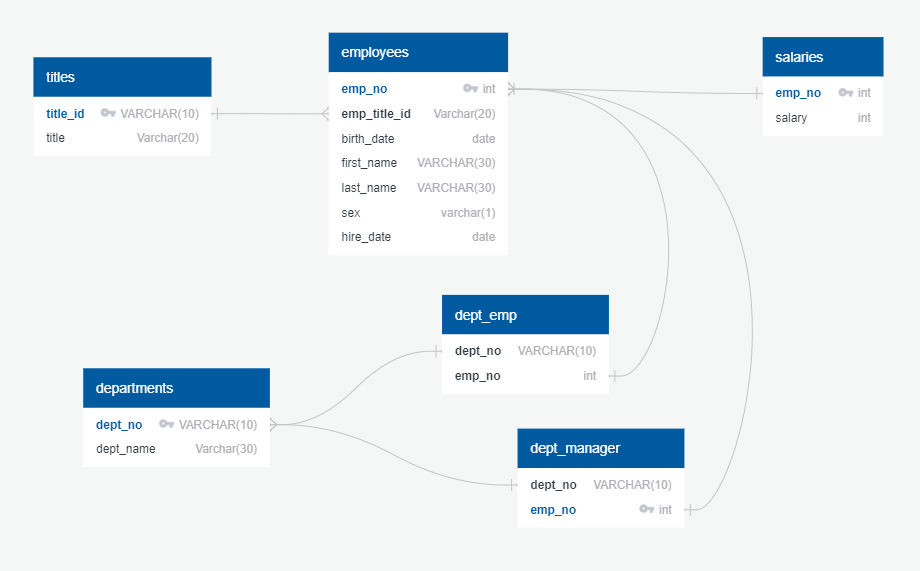 titles
title_id VARCHAR(10)
title Varchar(20)
employees
emp_no int
emp_title_id Varchar(20)
birth_date date
first_name VARCHAR(30)
last_name VARCHAR(30)
sex varchar(1)
hire_date date
salaries
emp_no int
salary int
dept_emp
dept_no VARCHAR(10)
emp_no int
departments
dept_no VARCHAR(10)
dept_name Varchar(30)
dept_manager
dept_no VARCHAR(10)
emp_no int